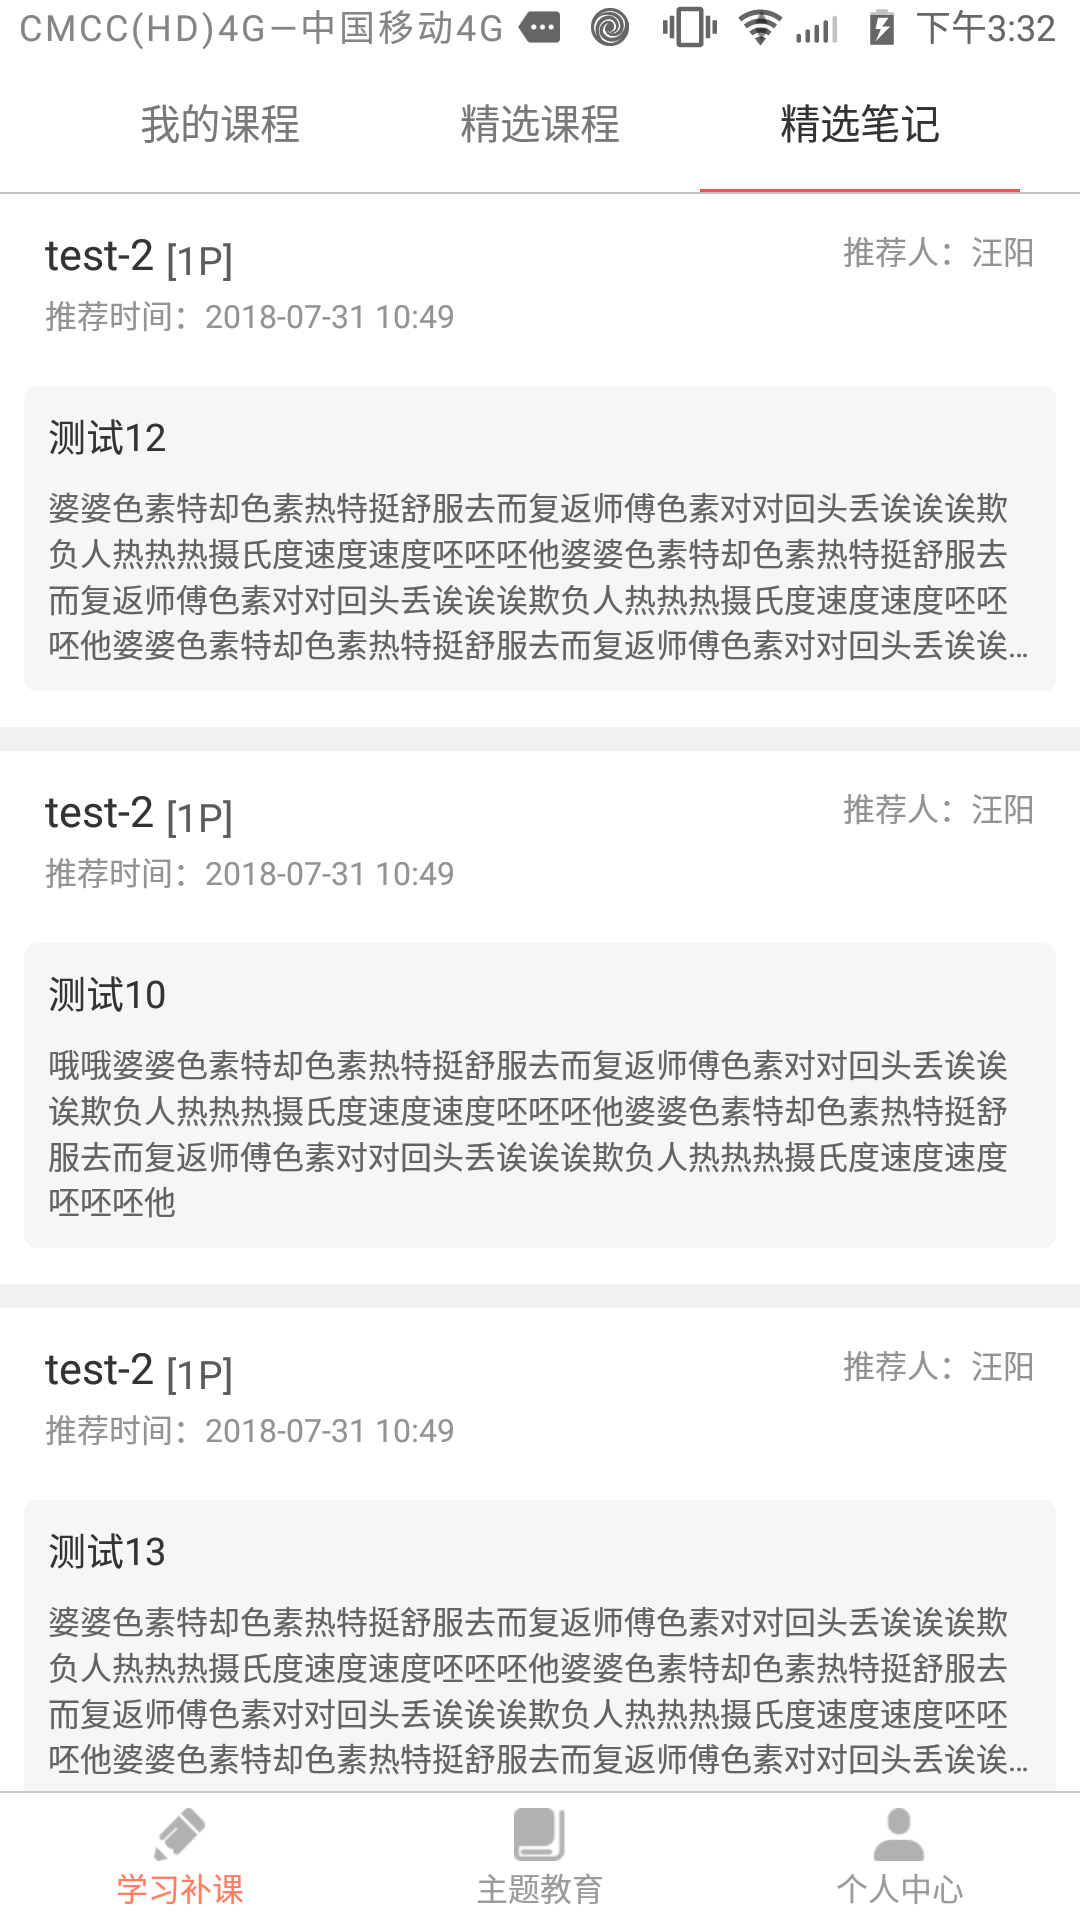 CMCC(HD)4G—中国移动4G 下午3:32
我的课程 精选课程 精选笔记
test-2 [1P] 推荐人：汪阳
推荐时间：2018-07-31 10:49
测试12
婆婆色素特却色素热特挺舒服去而复返师傅色素对对回头丢诶诶诶欺
负人热热热摄氏度速度速度呸呸呸他婆婆色素特却色素热特挺舒服去
而复返师傅色素对对回头丢诶诶诶欺负人热热热摄氏度速度速度呸呸
呸他婆婆色素特却色素热特挺舒服去而复返师傅色素对对回头丢诶诶...
test-2 [1P] 推荐人：汪阳
推荐时间：2018-07-31 10:49
测试10
哦哦婆婆色素特却色素热特挺舒服去而复返师傅色素对对回头丢诶诶
诶欺负人热热热摄氏度速度速度呸呸呸他婆婆色素特却色素热特挺舒
服去而复返师傅色素对对回头丢诶诶诶欺负人热热热摄氏度速度速度
呸呸呸他
test-2 [1P] 推荐人：汪阳
推荐时间：2018-07-31 10:49
测试13
婆婆色素特却色素热特挺舒服去而复返师傅色素对对回头丢诶诶诶欺
负人热热热摄氏度速度速度呸呸呸他婆婆色素特却色素热特挺舒服去
而复返师傅色素对对回头丢诶诶诶欺负人热热热摄氏度速度速度呸呸
呸他婆婆色素特却色素热特挺舒服去而复返师傅色素对对回头丢诶诶...
学习补课 主题教育 个人中心